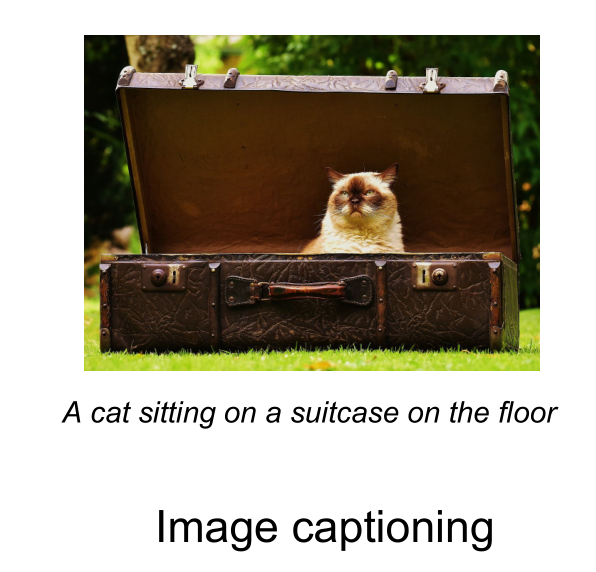 A cat sitting on a suitcase on the floor
Image captioning